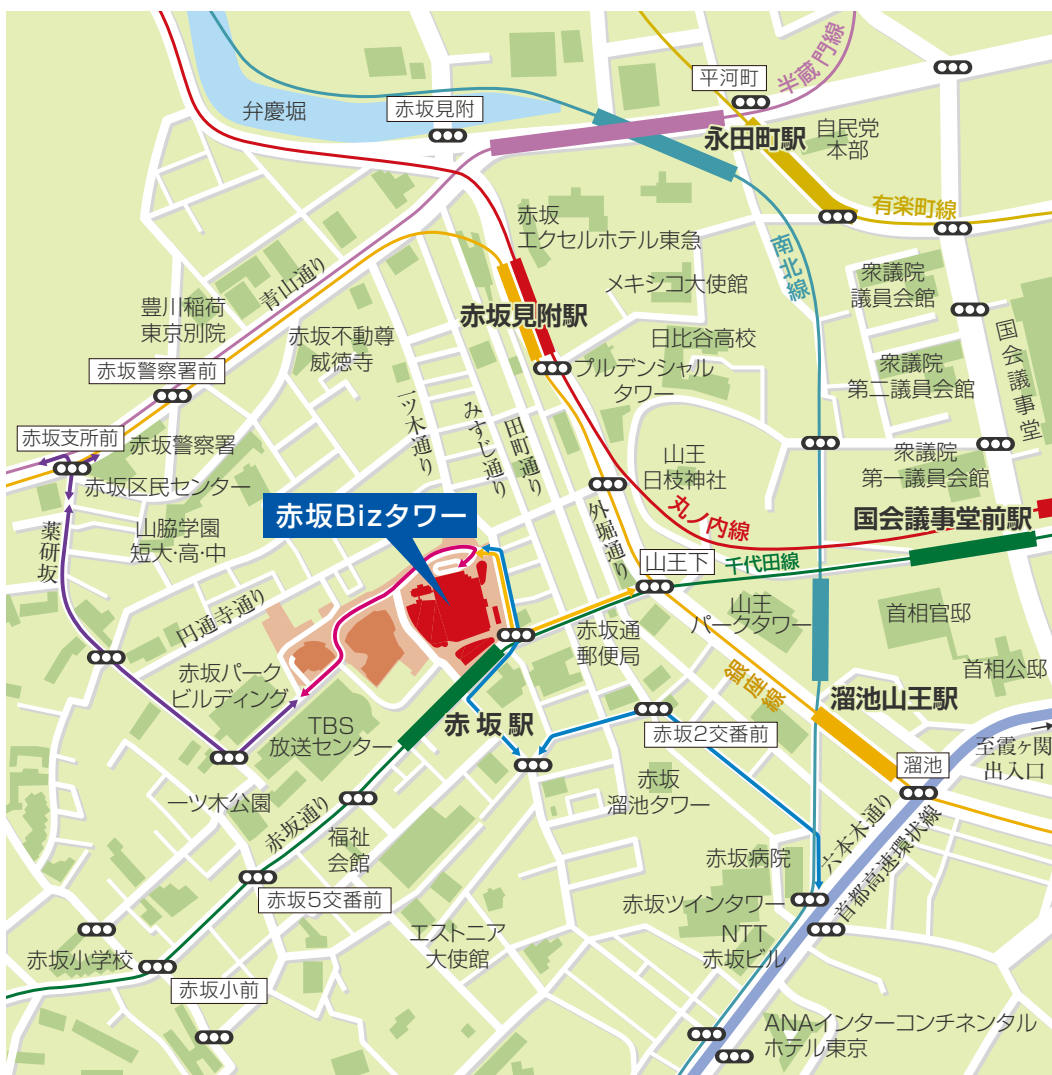 弁慶堀
赤坂見附
平河町
半蔵門線
永田町駅
自民党
本部
有楽町線
南北線
赤坂
エクセルホテル東急
メキシコ大使館
衆議院
議員会館
青山通り
豊川稲荷
東京別院
赤坂不動尊
威徳寺
赤坂見附駅
日比谷高校
プルデンシャル
タワー
国会議事堂
衆議院
第二議員会館
赤坂警察署前
一ツ木通り
みすじ通り
田町通り
赤坂支所前
赤坂警察署
赤坂区民センター
山王
日枝神社
衆議院
第一議員会館
薬研坂
山脇学園
短大・高・中
赤坂Bizタワー
外堀通り
丸ノ内線
国会議事堂前駅
山王下
千代田線
円通寺通り
赤坂通
郵便局
山王
パークタワー
首相官邸
首相公邸
赤坂パーク
ビルディング
TBS
放送センター
赤坂駅
銀座線
溜池山王駅
赤坂2交番前
至霞ヶ関
出入口
溜池
一ツ木公園
赤坂通り
福祉
会館
赤坂
溜池タワー
六本木通り
首都高速環状線
赤坂病院
赤坂5交番前
赤坂ツインタワー
エストニア
大使館
NTT
赤坂ビル
赤坂小学校
赤坂小前
ANAインターコンチネンタル
ホテル東京